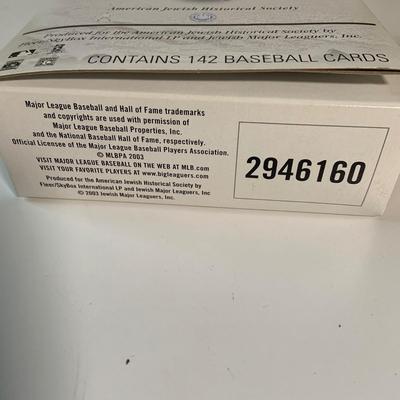 American Jewish Historical Society
Produced for the American Jewish Historical Society by
Fleer/SkyBox International LP and Jewish Major Leaguers, Inc.
CONTAINS 142 BASEBALL CARDS
Major League Baseball and Hall of Fame trademarks
and copyrights are used with permission of
Major League Baseball Properties, Inc.
and the National Baseball Hall of Fame, respectively.
Official Licensee of the Major League Baseball Players Association.
© MLBPA 2003
VISIT MAJOR LEAGUE BASEBALL ON THE WEB AT MLB.COM
VISIT YOUR FAVORITE PLAYERS AT www.bigleaguers.com
Produced for the American Jewish Historical Society by
Fleer/SkyBox International LP and Jewish Major Leaguers, Inc
© 2003 Jewish Major Leaguers, Inc
2946160